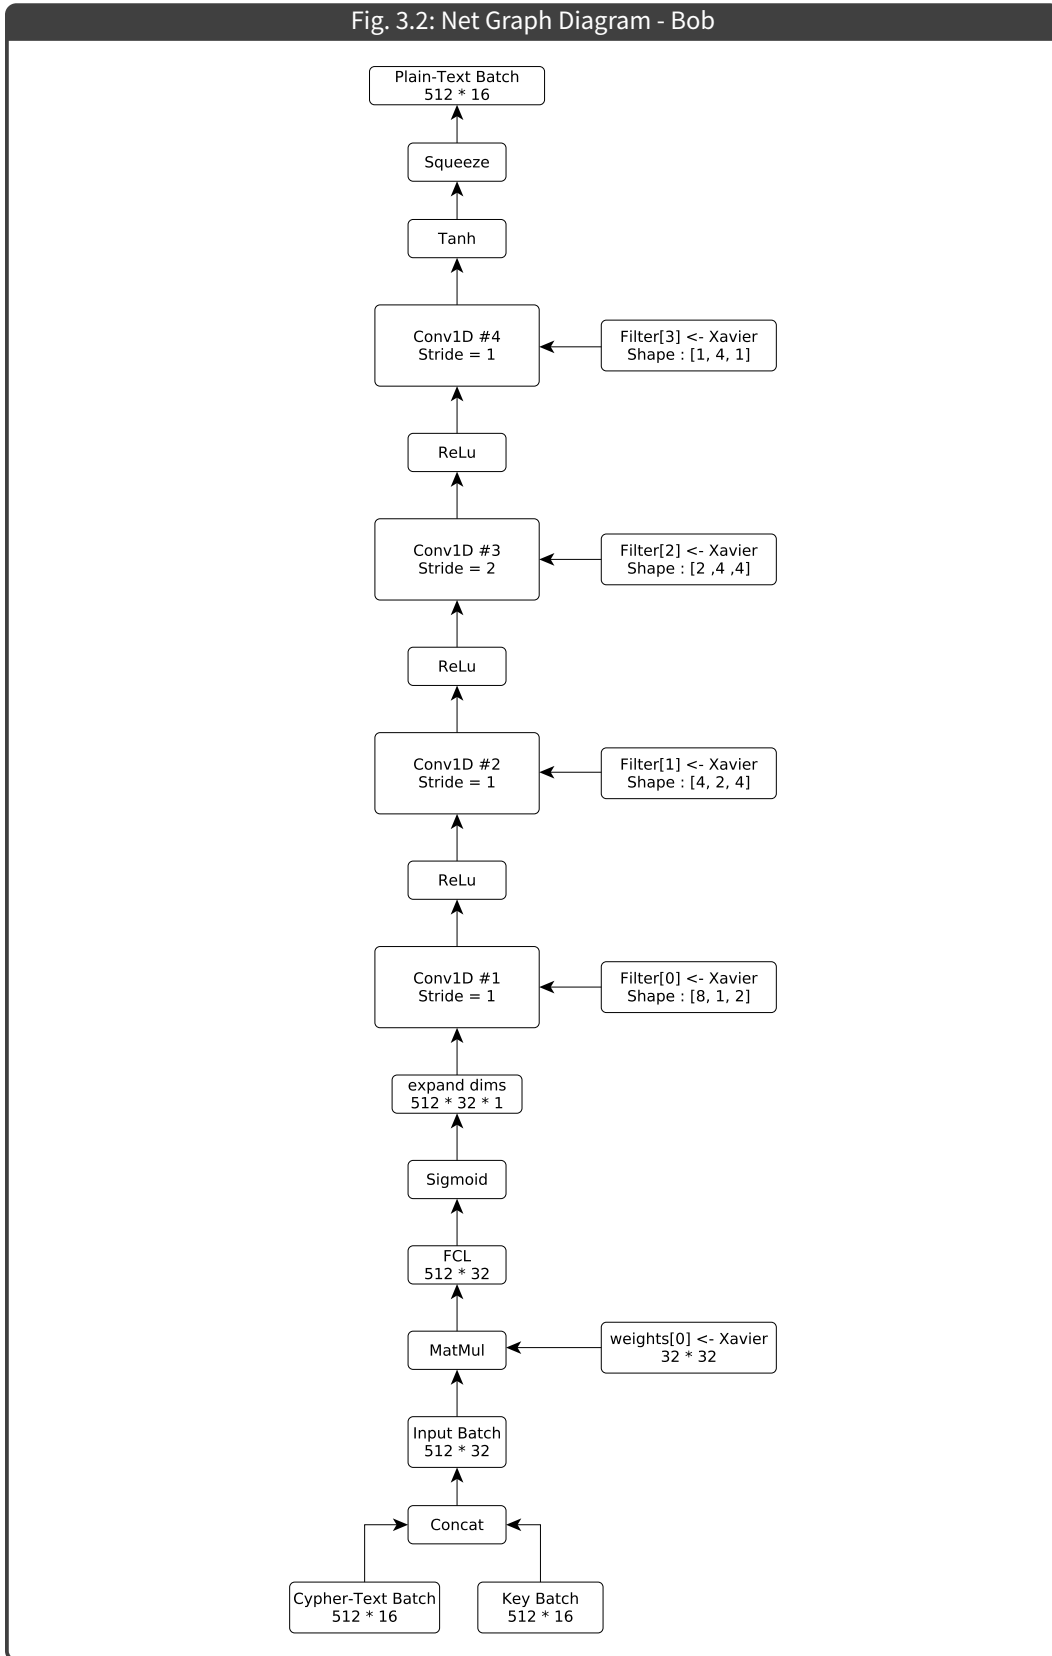 Fig. 3.2: Net Graph Diagram - Bob
Plain-Text Batch
512 * 16
Squeeze
Tanh
Conv1D #4
Stride = 1
Filter[3] <- Xavier
Shape : [1, 4, 1]
ReLu
Conv1D #3
Stride = 2
Filter[2] <- Xavier
Shape : [2 ,4 ,4]
ReLu
Conv1D #2
Stride = 1
Filter[1] <- Xavier
Shape : [4, 2, 4]
ReLu
Conv1D #1
Stride = 1
Filter[0] <- Xavier
Shape : [8, 1, 2]
expand dims
512 * 32 * 1
Sigmoid
FCL
512 * 32
MatMul
weights[0] <- Xavier
32 * 32
Input Batch
512 * 32
Concat
Cypher-Text Batch
512 * 16
Key Batch
512 * 16